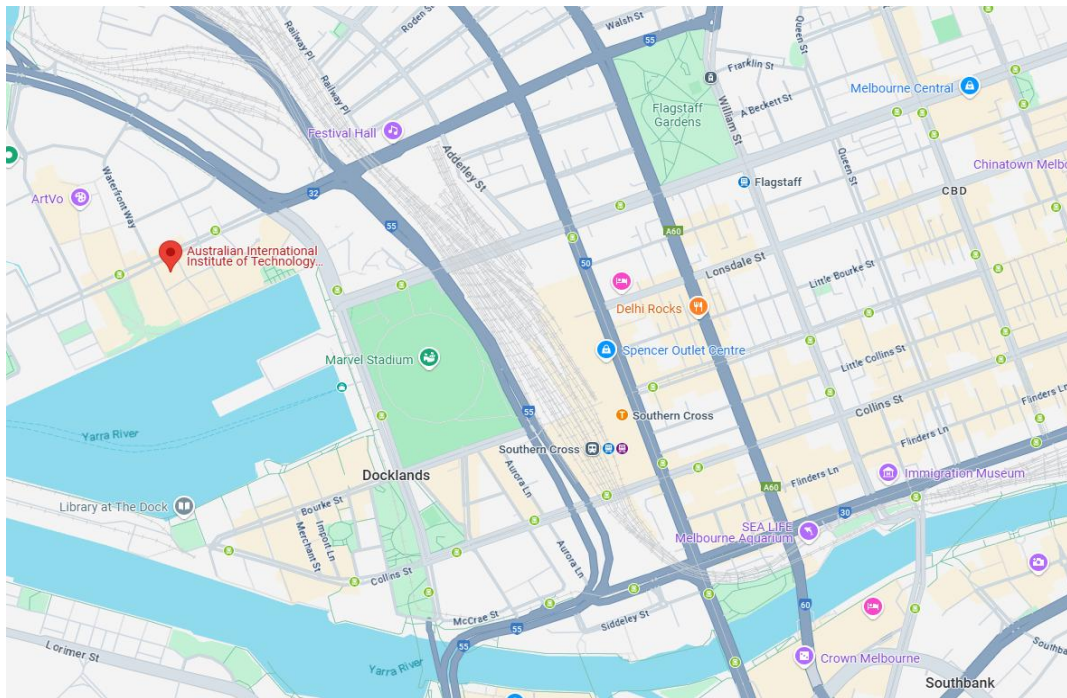 Roden St
Railway Pl
Railway Pl
Walsh St
55
50
Queen St
Franklin St
William St
A Beckett St
Melbourne Central
Flagstaff
Gardens
Festival Hall
Adderley St
Chinatown Melbo
ArtVo
Waterfront Way
32
55
Flagstaff
Queen St
CBD
A60
Australian International
Institute of Technology...
50
Lonsdale St
Little Bourke St
Delhi Rocks
Marvel Stadium
Spencer Outlet Centre
Little Collins St
55
Southern Cross
Collins St
Flinders Ln
Yarra River
Southern Cross
Flinders Ln
Docklands
Aurora Ln
Immigration Museum
A60
Flinders Ln
Library at The Dock
Bourke St
30
Import Ln
Merchant St
SEA LIFE
Melbourne Aquarium
Aurora Ln
Collins St
60
McCrae St
Siddeley St
55
55
Lorimer St
Southba
Crown Melbourne
Yarra River
Southbank